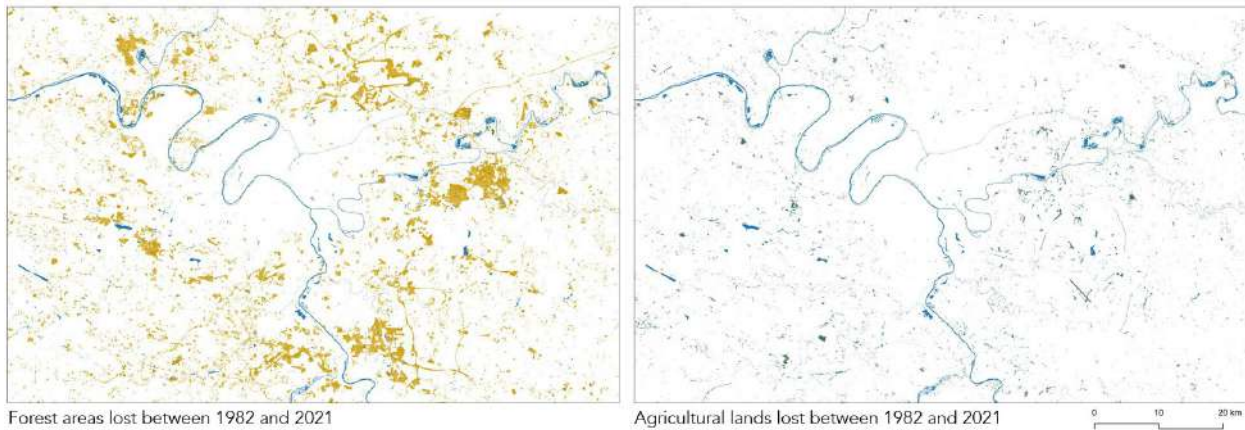 Forest areas lost between 1982 and 2021
Agricultural lands lost between 1982 and 2021
0 10 20 km